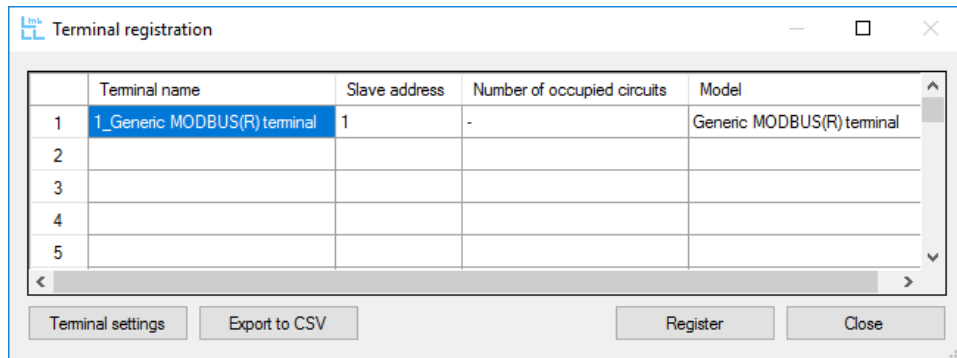 Terminal registration
Terminal name Slave address Number of occupied circuits Model
1 1_Generic MODBUS(R) terminal 1 - Generic MODBUS(R) terminal
2
3
4
5
Terminal settings Export to CSV Register Close